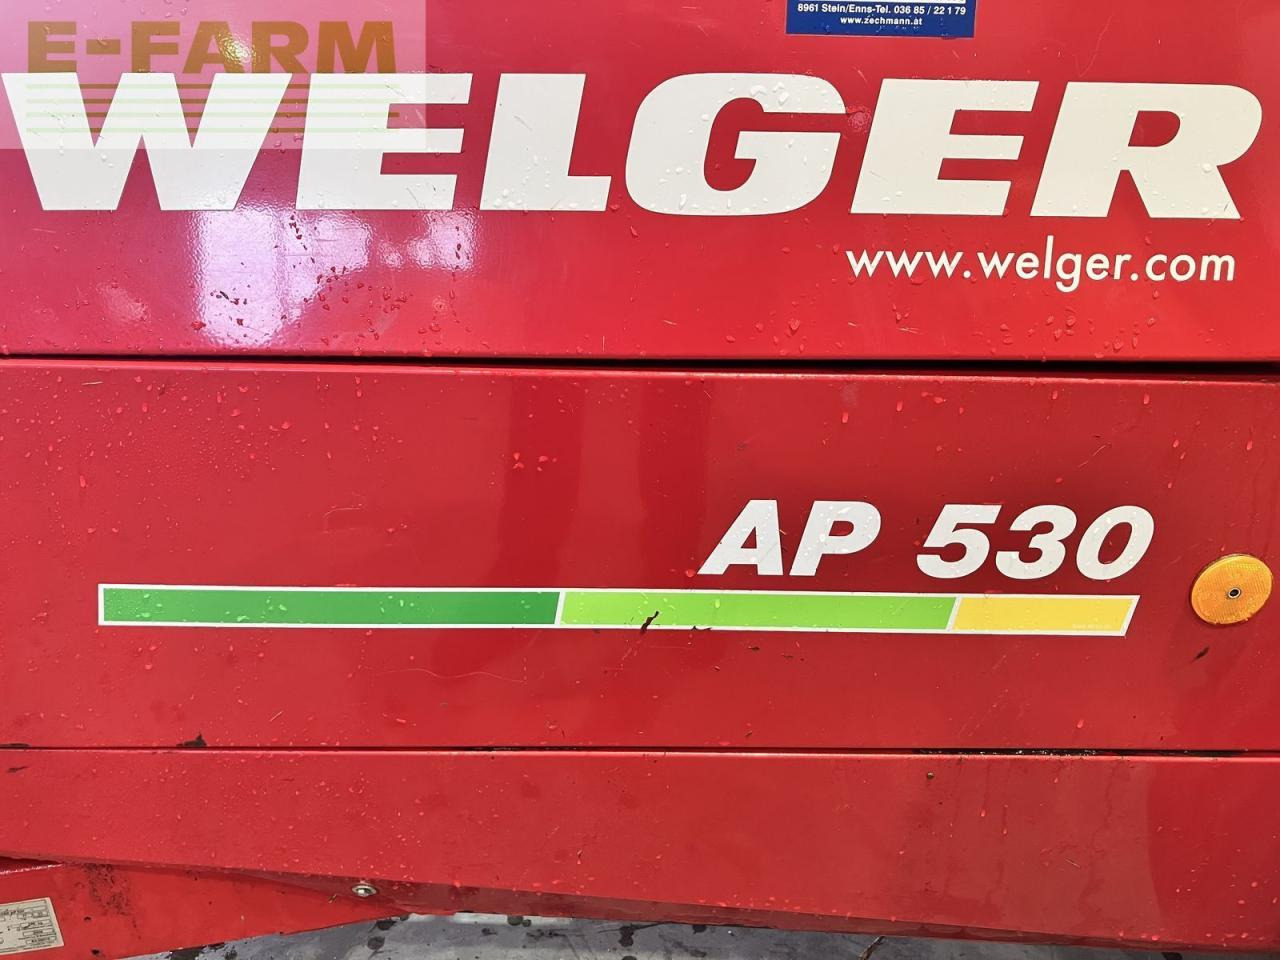 8961 Stein/Enns-Tel. 036 85 / 22 1 79
www.zechmann.at
E-FARM
WELGER
www.welger.com
AP 530